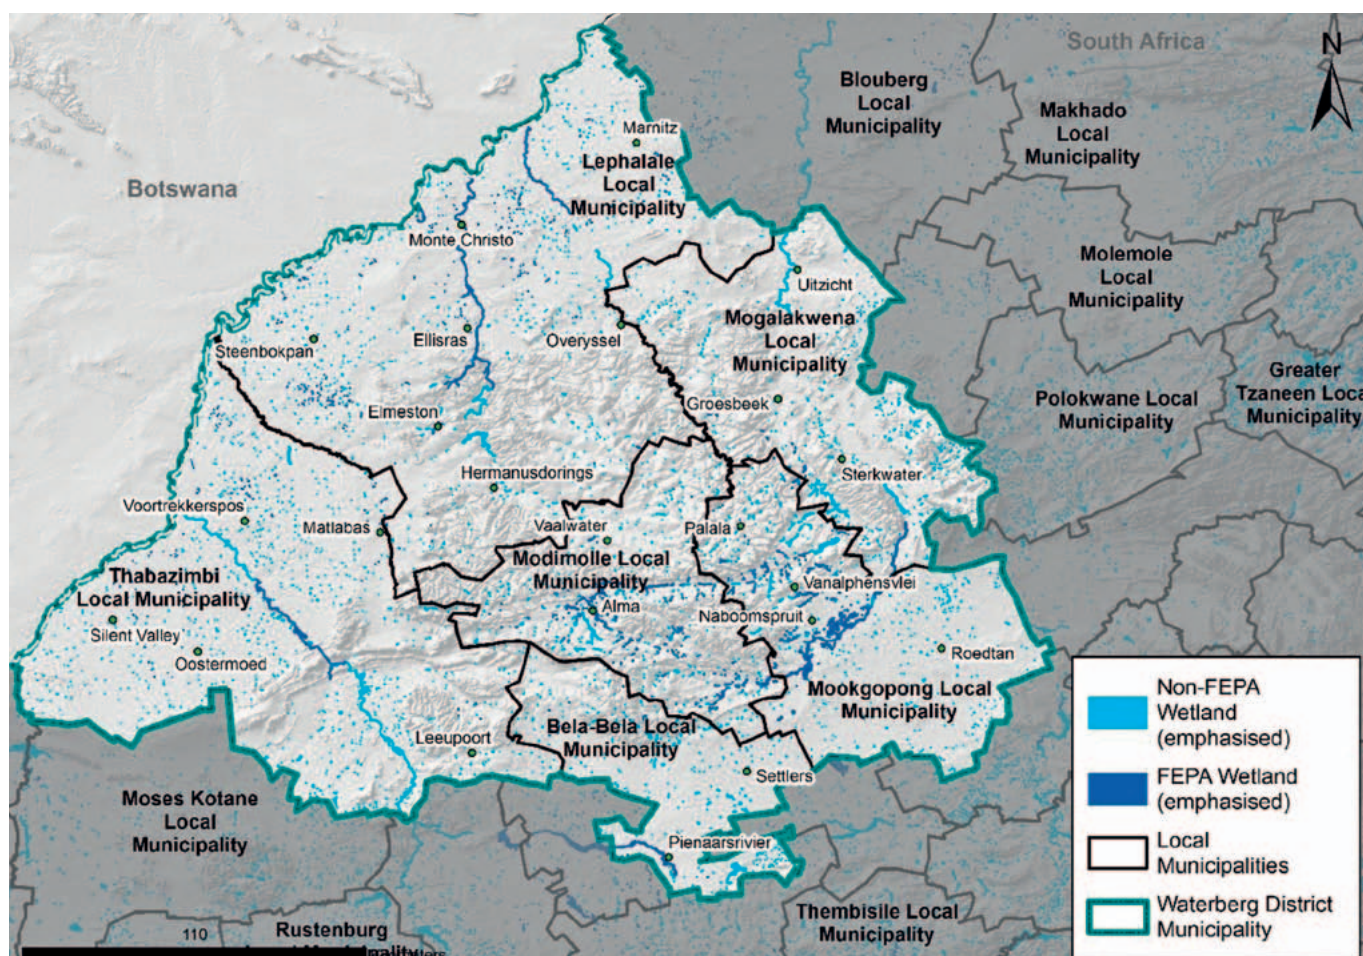 South Africa
N
Blouberg
Local
Municipality
Makhado
Local
Municipality
Marnitz
Lephalale
Local
Municipality
Botswana
Monte Christo
Molemole
Local
Municipality
Uitzicht
Mogalakwena
Local
Municipality
Steenbokpan
Ellisras
Overyssel
Greater
Tzaneen Local
Municipality
Polokwane Local
Municipality
Groesbeek
Elmeston
Hermanusdorings
Sterkwater
Voortrekkerspos
Matlabas
Vaalwater
Palala
Modimolle Local
Municipality
Thabazimbi
Local Municipality
Vanalphensvlei
Alma
Naboomspruit
Silent Valley
Oostermoed
Roedtan
Mookgopong Local
Municipality
Bela-Bela Local
Municipality
Leeupoort
Settlers
Moses Kotane
Local
Municipality
Pienaarsrivier
Thembisile Local
Municipality
110
Rustenburg
Non-FEPA
Wetland
(emphasised)
FEPA Wetland
(emphasised)
Local
Municipalities
Waterberg District
Municipality